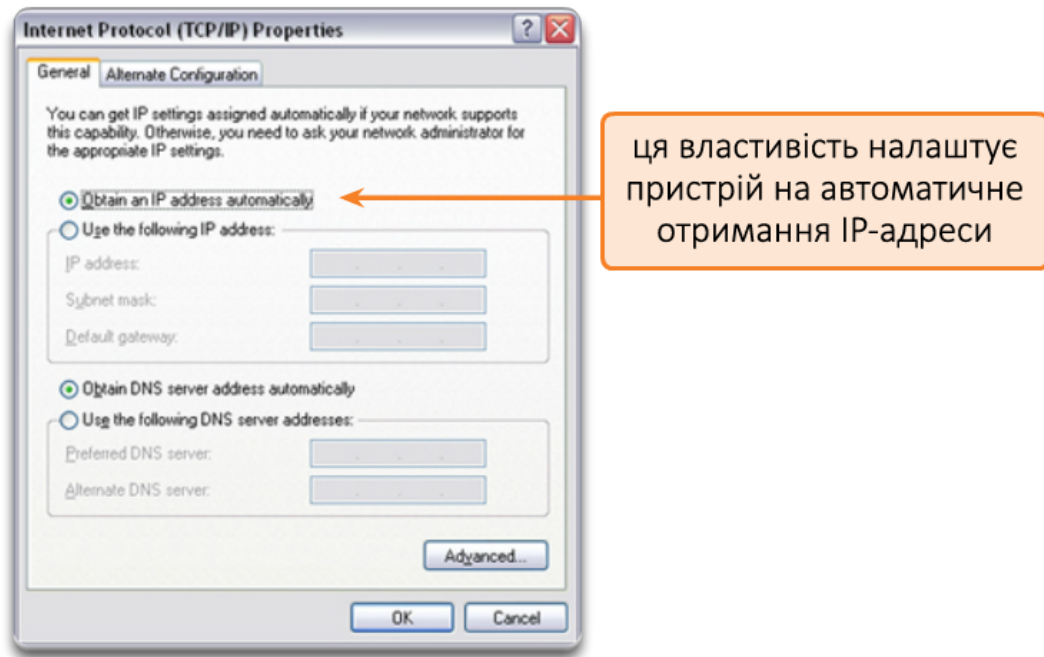 Internet Protocol (TCP/IP) Properties
General
Alternate Configuration
You can get IP settings assigned automatically if your network supports
this capability. Otherwise, you need to ask your network administrator for
the appropriate IP settings.
Obtain an IP address automatically
Use the following IP address:
IP address:
Subnet mask:
Default gateway:
Obtain DNS server address automatically
Use the following DNS server addresses:
Preferred DNS server:
Alternate DNS server:
Advanced...
OK
Cancel
ця властивість налаштує
пристрій на автоматичне
отримання IP-адреси